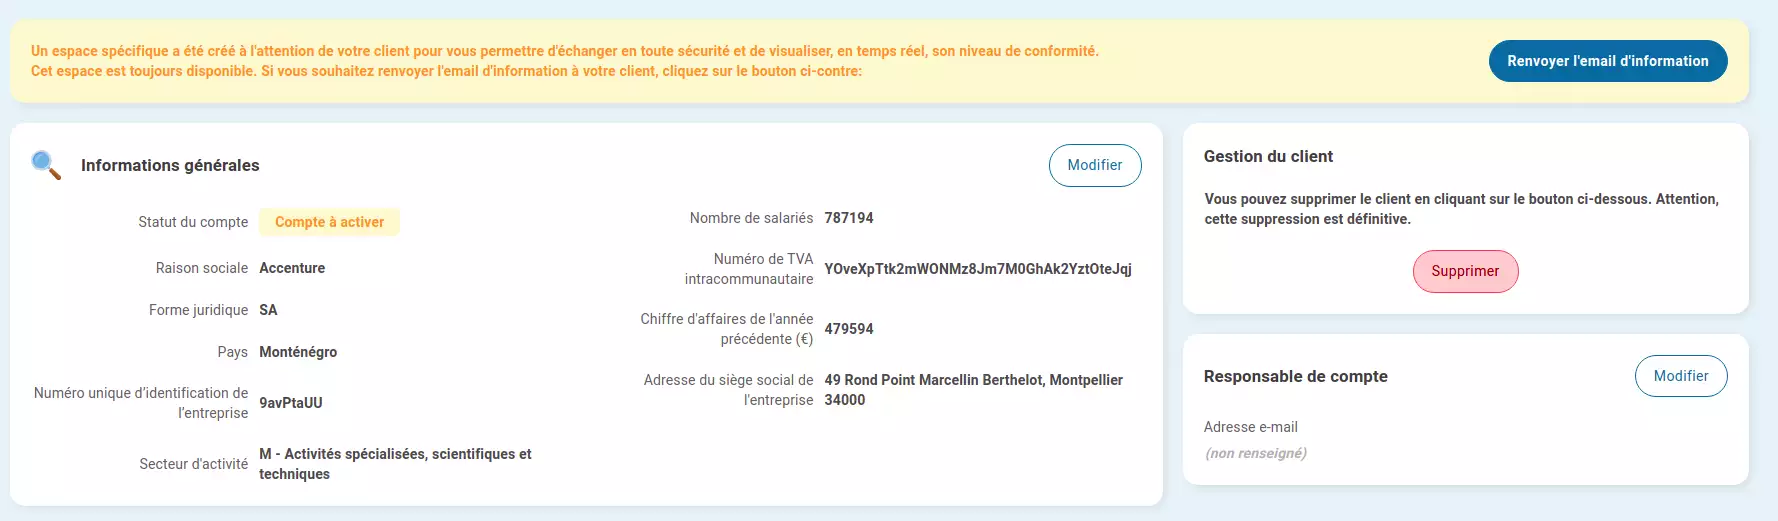 Un espace spécifique a été créé à l'attention de votre client pour vous permettre d'échanger en toute sécurité et de visualiser, en temps réel, son niveau de conformité.
Cet espace est toujours disponible. Si vous souhaitez renvoyer l'email d'information à votre client, cliquez sur le bouton ci-contre:
Renvoyer l'email d'information
Informations générales
Modifier
Statut du compte Compte à activer
Raison sociale Accenture
Forme juridique SA
Pays Monténégro
Numéro unique d’identification de
l’entreprise 9avPtaUU
Secteur d'activité M - Activités spécialisées, scientifiques et
techniques
Nombre de salariés 787194
Numéro de TVA
intracommunautaire YOveXpTtk2mWONMz8Jm7M0GhAk2YztOteJqj
Chiffre d'affaires de l'année
précédente (€) 479594
Adresse du siège social de
l'entreprise 49 Rond Point Marcellin Berthelot, Montpellier
34000
Gestion du client
Vous pouvez supprimer le client en cliquant sur le bouton ci-dessous. Attention,
cette suppression est définitive.
Supprimer
Responsable de compte
Modifier
Adresse e-mail
(non renseigné)